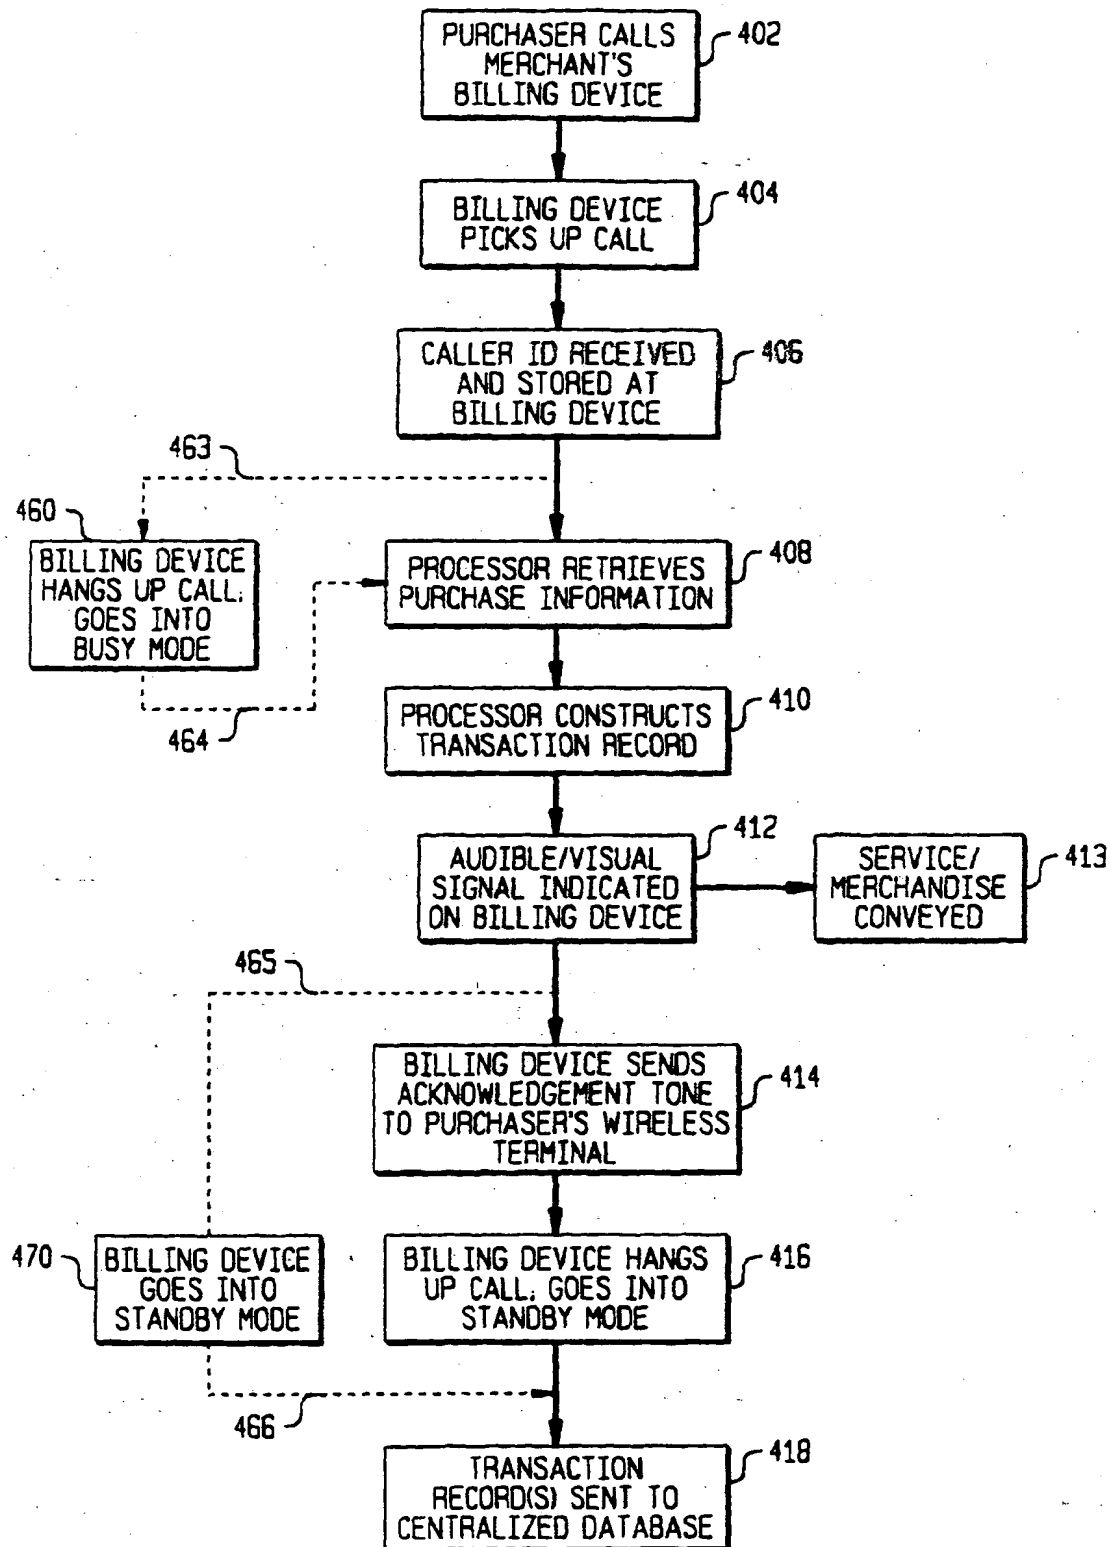 PURCHASER CALLS
MERCHANT'S
BILLING DEVICE
402
BILLING DEVICE
PICKS UP CALL
404
CALLER ID RECEIVED
AND STORED AT
BILLING DEVICE
406
463
460
BILLING DEVICE
HANGS UP CALL;
GOES INTO
BUSY MODE
464
PROCESSOR RETRIEVES
PURCHASE INFORMATION
408
PROCESSOR CONSTRUCTS
TRANSACTION RECORD
410
AUDIBLE/VISUAL
SIGNAL INDICATED
ON BILLING DEVICE
412
SERVICE/
MERCHANDISE
CONVEYED
413
465
BILLING DEVICE SENDS
ACKNOWLEDGEMENT TONE
TO PURCHASER'S WIRELESS
TERMINAL
414
470
BILLING DEVICE
GOES INTO
STANDBY MODE
BILLING DEVICE HANGS
UP CALL; GOES INTO
STANDBY MODE
416
466
TRANSACTION
RECORD(S) SENT TO
CENTRALIZED DATABASE
418